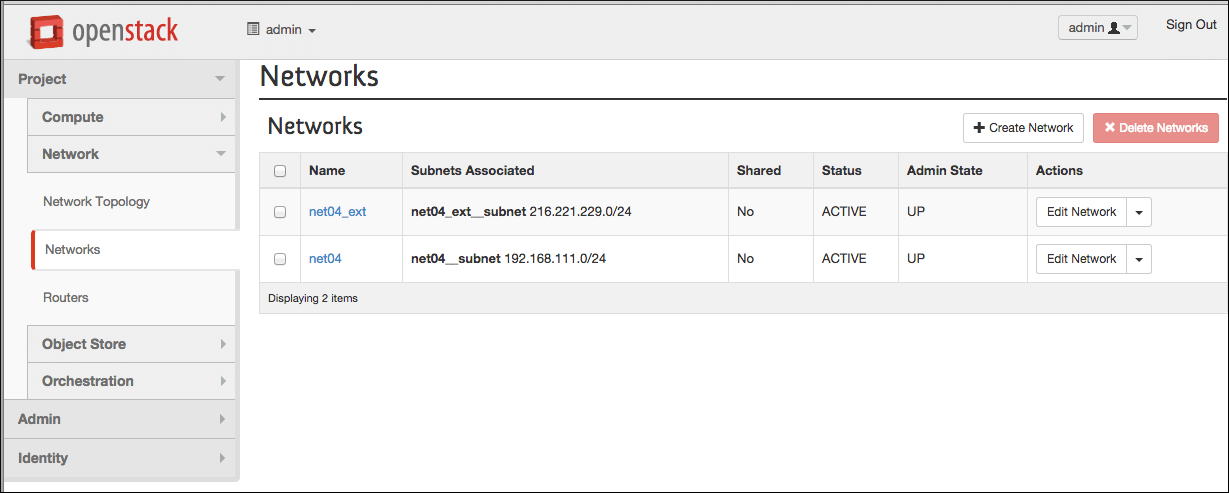 openstack admin admin Sign Out
Project
Compute
Network
Network Topology
Networks
Routers
Object Store
Orchestration
Admin
Identity
Networks
Networks
Create Network Delete Networks
Name Subnets Associated Shared Status Admin State Actions
net04_ext net04_ext__subnet 216.221.229.0/24 No ACTIVE UP Edit Network
net04 net04__subnet 192.168.111.0/24 No ACTIVE UP Edit Network
Displaying 2 items